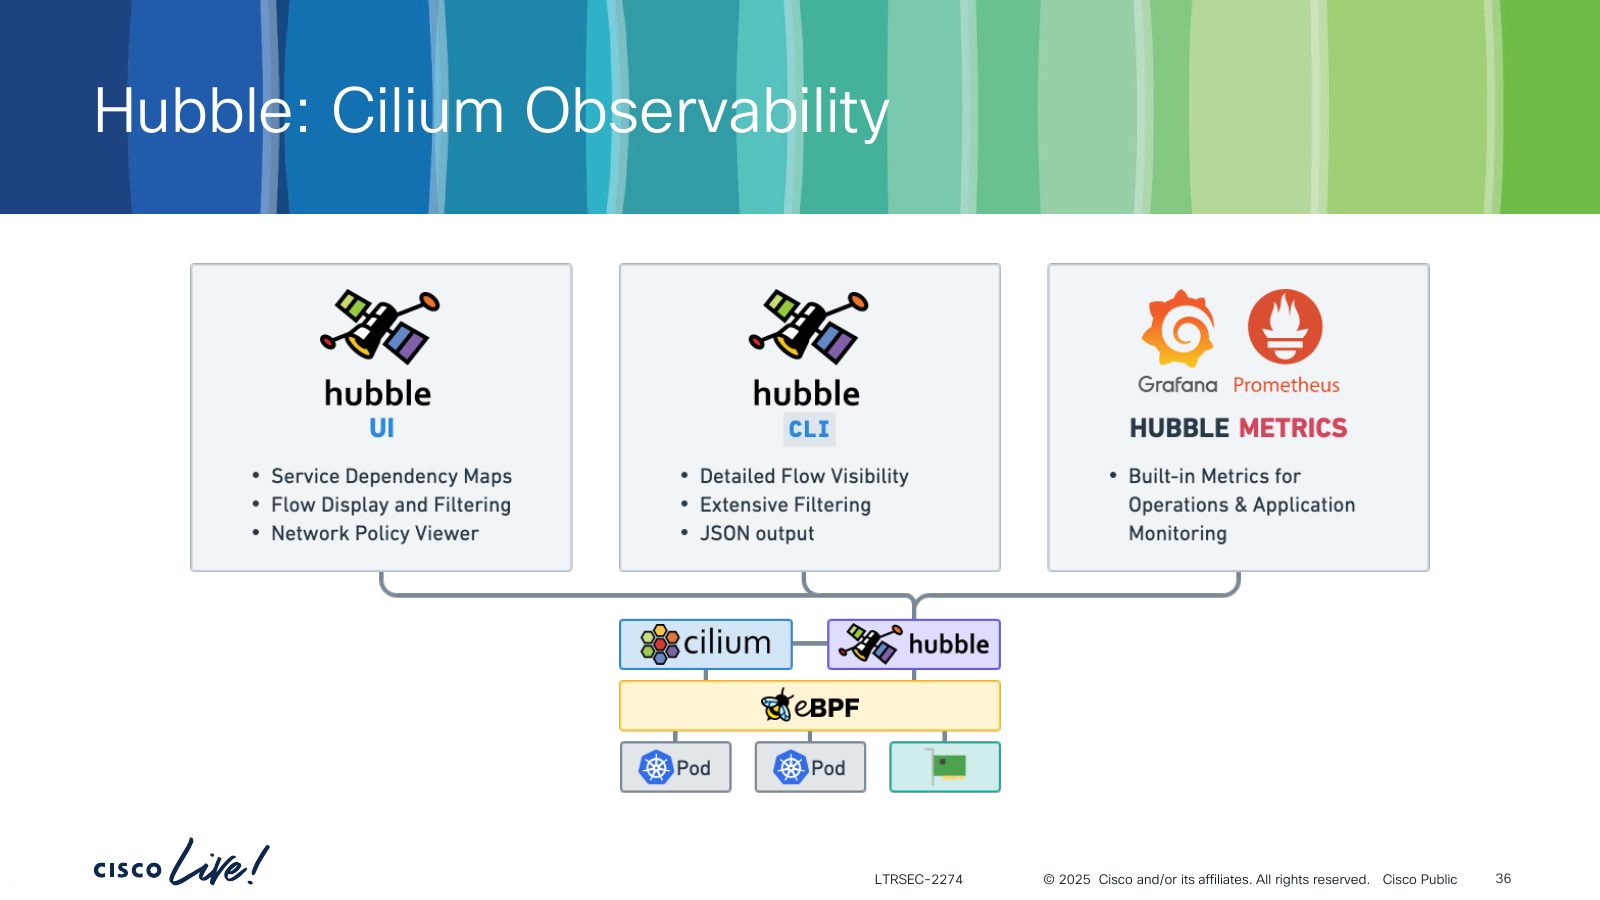 Hubble: Cilium Observability
hubble
UI
• Service Dependency Maps
• Flow Display and Filtering
• Network Policy Viewer
hubble
CLI
• Detailed Flow Visibility
• Extensive Filtering
• JSON output
Grafana Prometheus
HUBBLE METRICS
• Built-in Metrics for
Operations & Application
Monitoring
cilium
hubble
eBPF
Pod
Pod
CISCO Live!
LTRSEC-2274
© 2025 Cisco and/or its affiliates. All rights reserved. Cisco Public
36